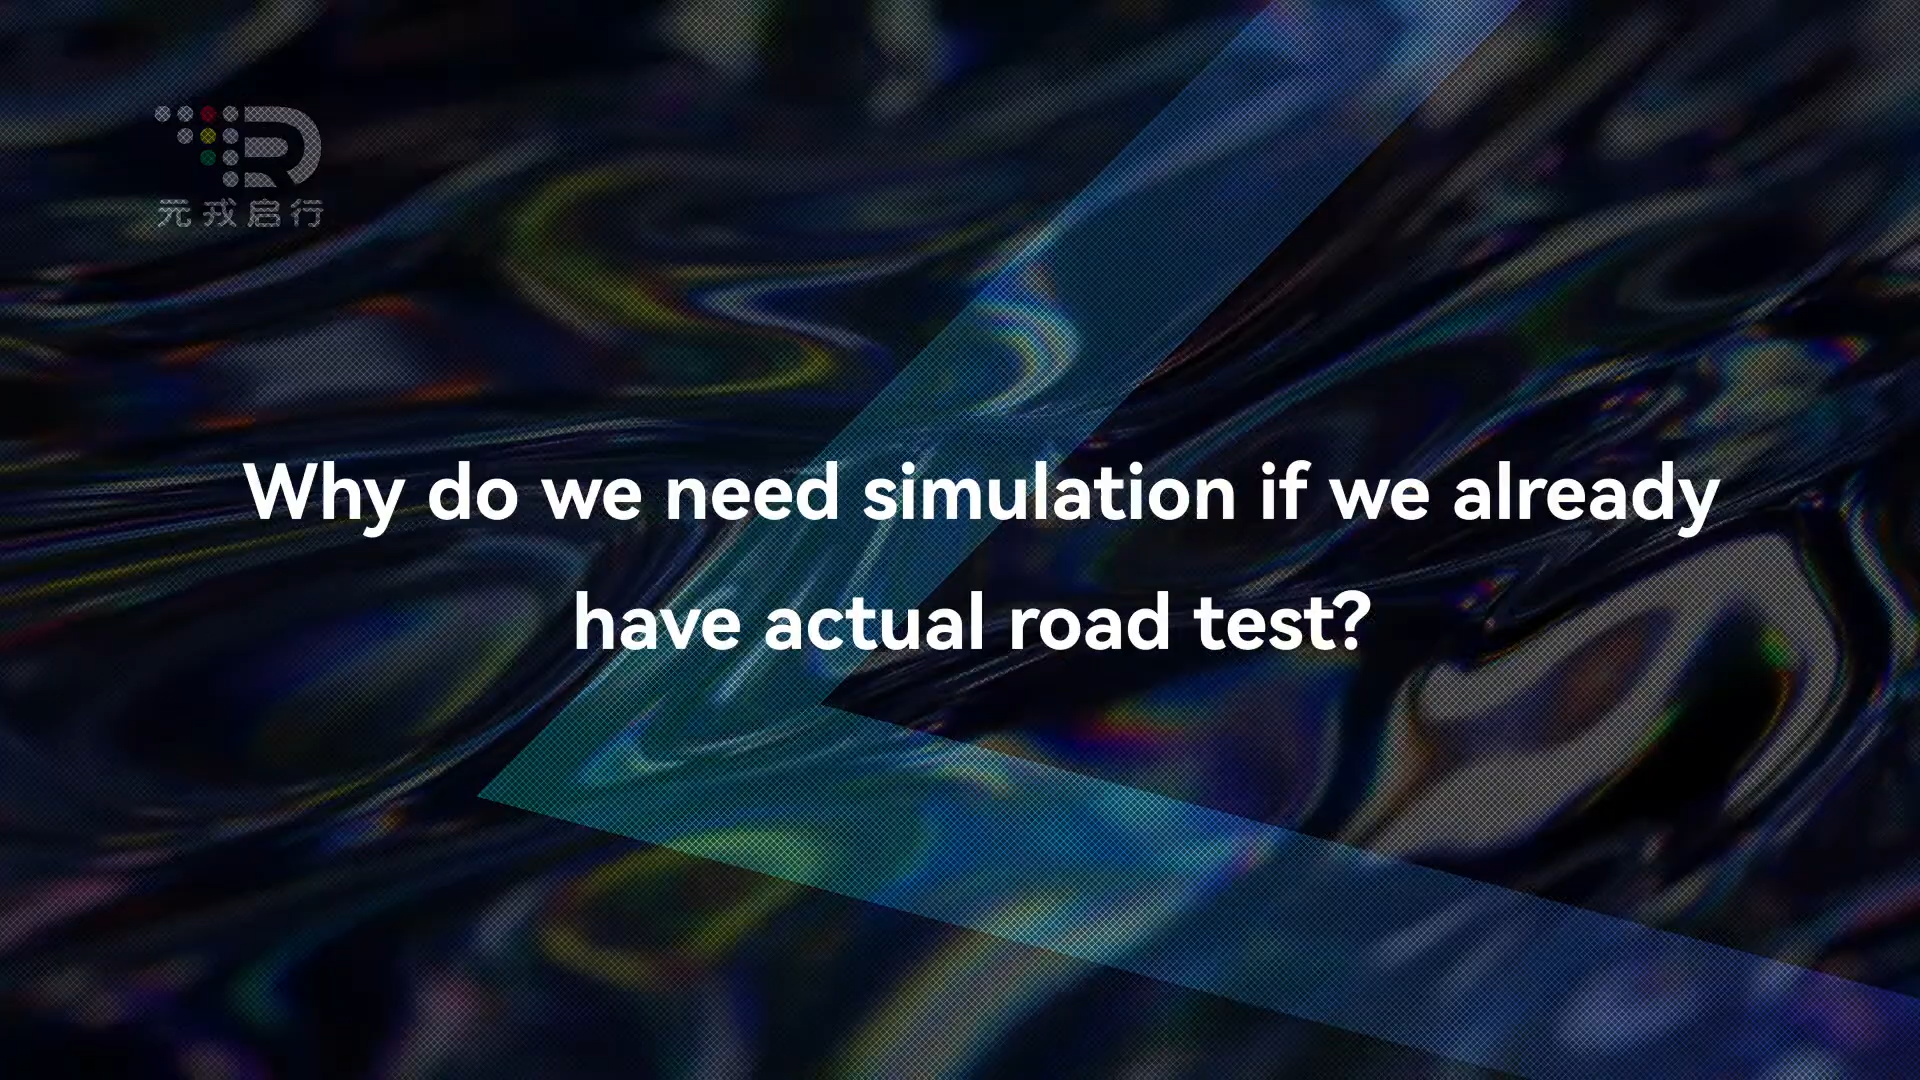 元戎启行
Why do we need simulation if we already
have actual road test?